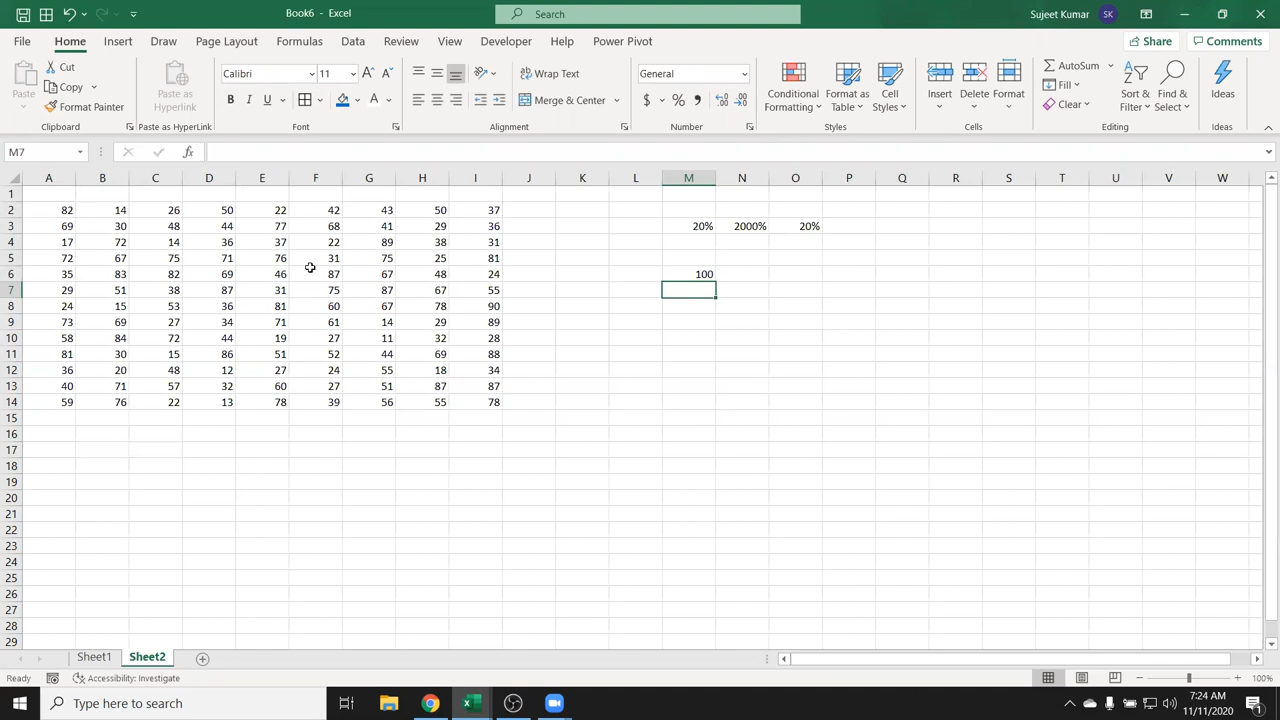 Book6 - Excel
Search
Sujeet Kumar
SK
File Home Insert Draw Page Layout Formulas Data Review View Developer Help Power Pivot
Share
Comments
Paste
Cut
Copy
Format Painter
Clipboard
Paste as Hyperlink
Paste as HyperLink
Calibri 11
B I U
Font
Wrap Text
Merge & Center
Alignment
General
$ % ,
Number
Conditional Formatting
Format as Table
Cell Styles
Styles
Insert
Delete
Format
Cells
AutoSum
Fill
Clear
Sort & Filter
Find & Select
Editing
Ideas
Ideas
M7
fx
A B C D E F G H I J K L M N O P Q R S T U V W
1
2 82 14 26 50 22 42 43 50 37
3 69 30 48 44 77 68 41 29 36 20% 2000% 20%
4 17 72 14 36 37 22 89 38 31
5 72 67 75 71 76 31 75 25 81
6 35 83 82 69 46 87 67 48 24 100
7 29 51 38 87 31 75 87 67 55
8 24 15 53 36 81 60 67 78 90
9 73 69 27 34 71 61 14 29 89
10 58 84 72 44 19 27 11 32 28
11 81 30 15 86 51 52 44 69 88
12 36 20 48 12 27 24 55 18 34
13 40 71 57 32 60 27 51 87 87
14 59 76 22 13 78 39 56 55 78
15
16
17
18
19
20
21
22
23
24
25
26
27
28
29
Sheet1 Sheet2
Ready
Accessibility: Investigate
100%
Type here to search
7:24 AM
11/11/2020